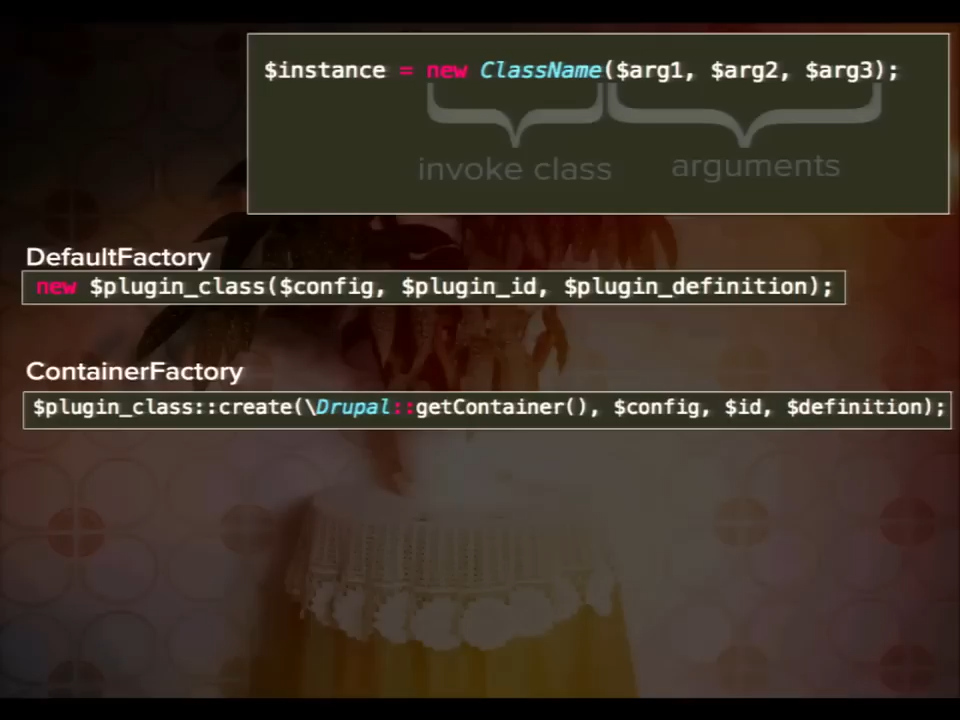 $instance = new ClassName($arg1, $arg2, $arg3);
invoke class arguments
DefaultFactory
new $plugin_class($config, $plugin_id, $plugin_definition);
ContainerFactory
$plugin_class::create(\Drupal::getContainer(), $config, $id, $definition);